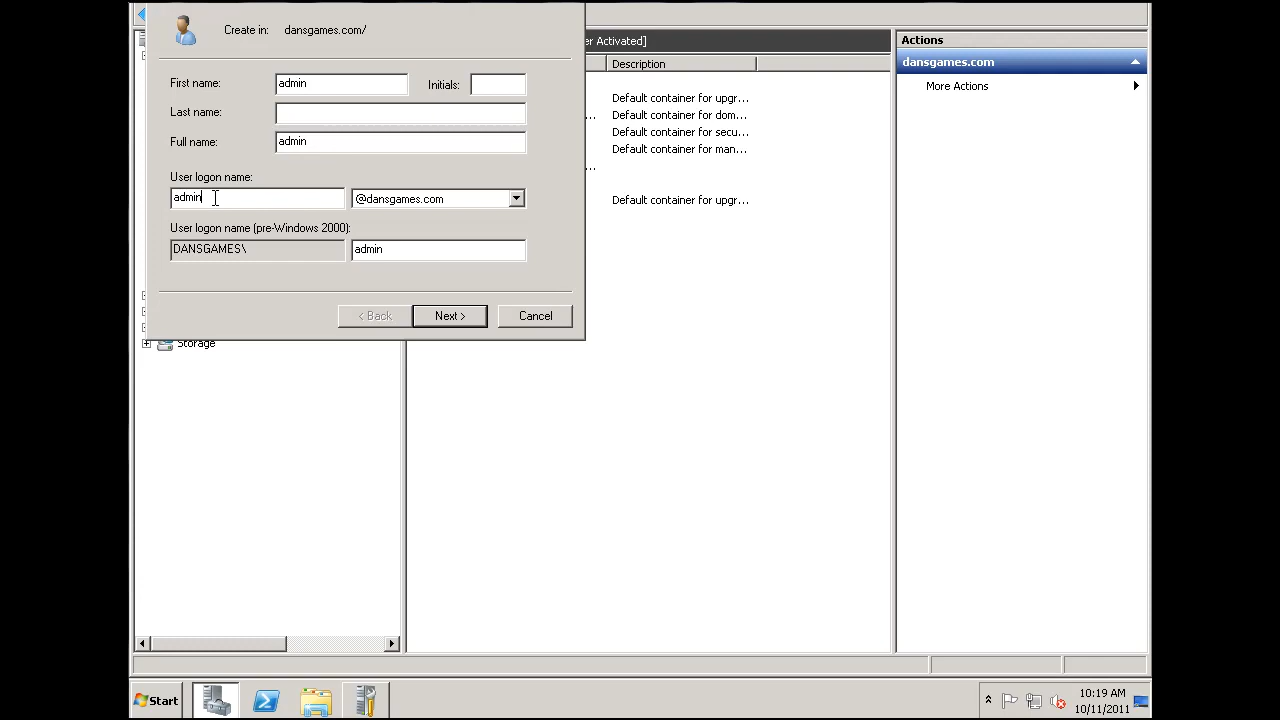 Create in: dansgames.com/
First name: admin Initials:
Last name:
Full name: admin
User logon name:
admin @dansgames.com
User logon name (pre-Windows 2000):
DANSGAMES\ admin
< Back Next > Cancel
Storage
er Activated]
Description
Default container for upgr...
Default container for dom...
Default container for secu...
Default container for man...
Default container for upgr...
Actions
dansgames.com
More Actions
Start
10:19 AM
10/11/2011